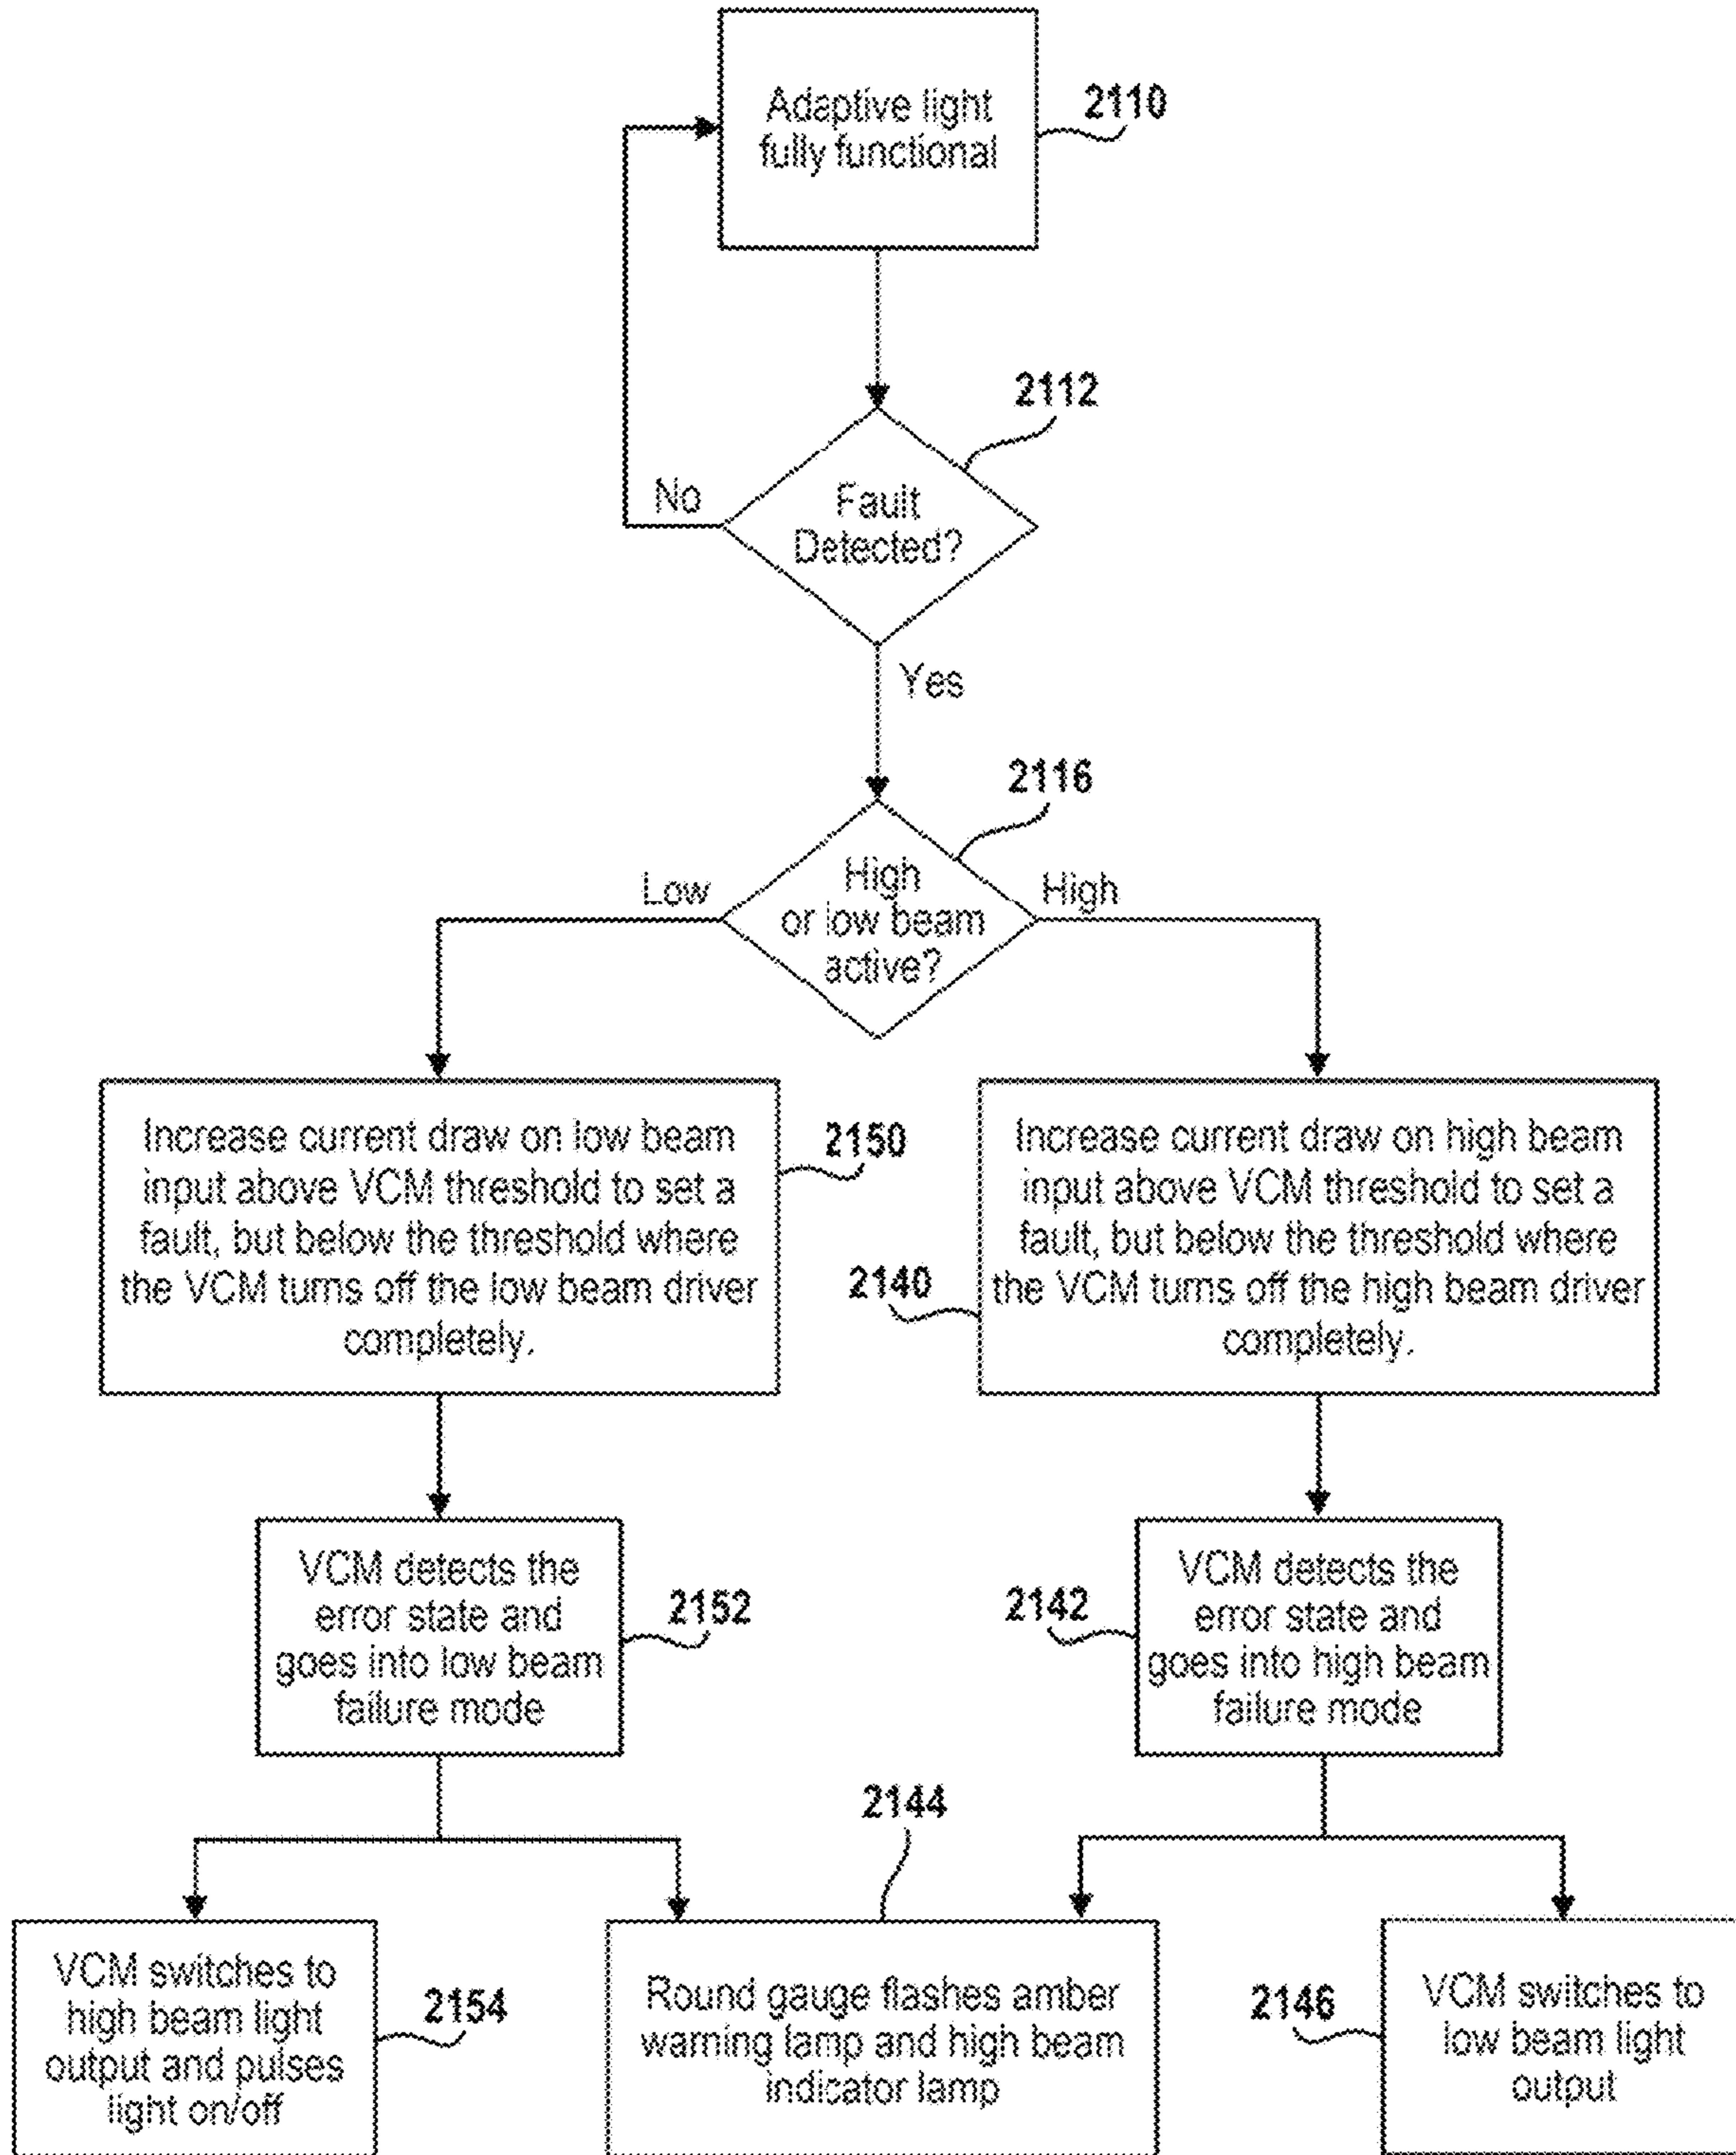 Adaptive light
fully functional
2110
2112
No
Fault
Detected?
Yes
2116
Low
High
or low beam
active?
High
Increase current draw on low beam
input above VCM threshold to set a
fault, but below the threshold where
the VCM turns off the low beam driver
completely.
2150
2140
Increase current draw on high beam
input above VCM threshold to set a
fault, but below the threshold where
the VCM turns off the high beam driver
completely.
VCM detects the
error state and
goes into low beam
failure mode
2152
2142
VCM detects the
error state and
goes into high beam
failure mode
2144
VCM switches to
high beam light
output and pulses
light on/off
2154
Round gauge flashes amber
warning lamp and high beam
indicator lamp
2146
VCM switches to
low beam light
output